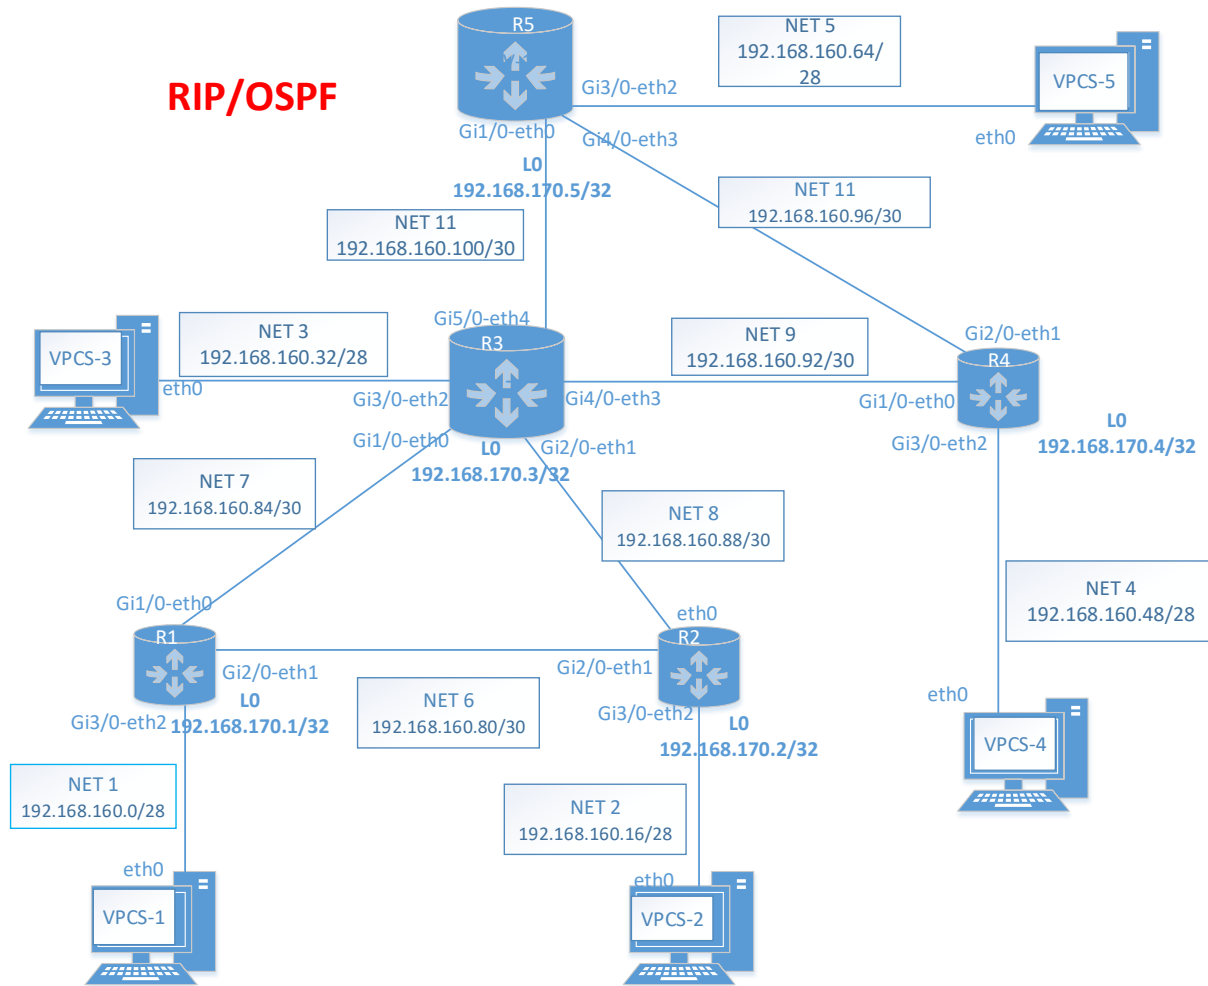 R5
NET 5
192.168.160.64/
28
VPCS-5
RIP/OSPF
Gi3/0-eth2
Gi1/0-eth0
Gi4/0-eth3
eth0
L0
192.168.170.5/32
NET 11
192.168.160.96/30
NET 11
192.168.160.100/30
Gi5/0-eth4
NET 3
192.168.160.32/28
VPCS-3
eth0
R3
NET 9
192.168.160.92/30
Gi2/0-eth1
R4
Gi3/0-eth2
Gi4/0-eth3
Gi1/0-eth0
Gi1/0-eth0
Gi2/0-eth1
Gi3/0-eth2
L0
192.168.170.4/32
L0
192.168.170.3/32
NET 7
192.168.160.84/30
NET 8
192.168.160.88/30
NET 4
192.168.160.48/28
Gi1/0-eth0
eth0
R1
R2
Gi2/0-eth1
Gi2/0-eth1
NET 6
192.168.160.80/30
L0
192.168.170.1/32
Gi3/0-eth2
Gi3/0-eth2
L0
192.168.170.2/32
eth0
VPCS-4
NET 1
192.168.160.0/28
NET 2
192.168.160.16/28
eth0
VPCS-1
eth0
VPCS-2